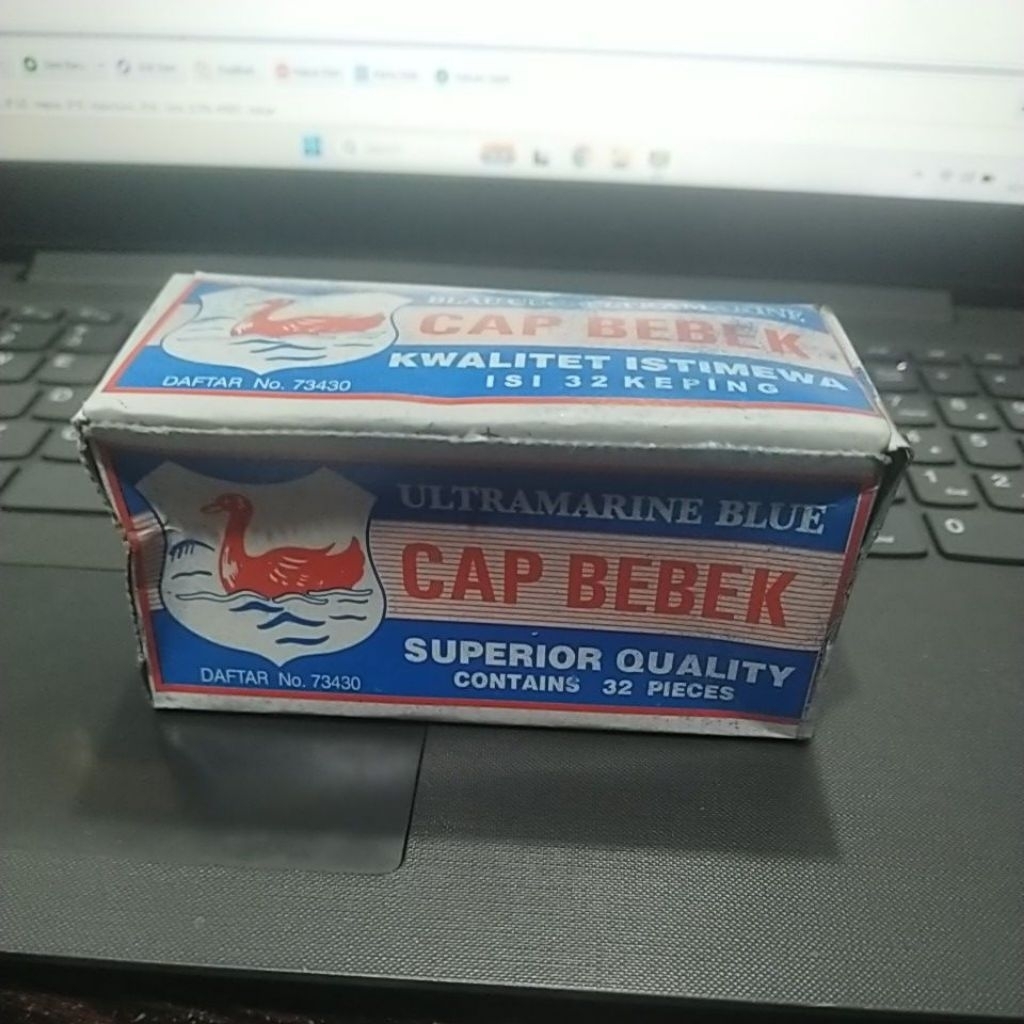 CAP BEBEK
KWALITET ISTIMEWA
ISI 32 KEPING
DAFTAR No. 73430
ULTRAMARINE BLUE
CAP BEBEK
SUPERIOR QUALITY
CONTAINS 32 PIECES
DAFTAR No. 73430